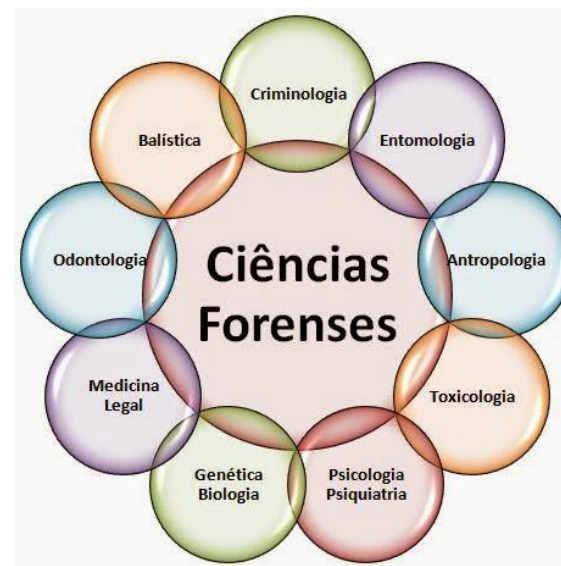 Criminologia
Balística
Entomologia
Odontologia
Antropologia
Ciências
Forenses
Medicina
Legal
Toxicologia
Genética
Biologia
Psicologia
Psiquiatria